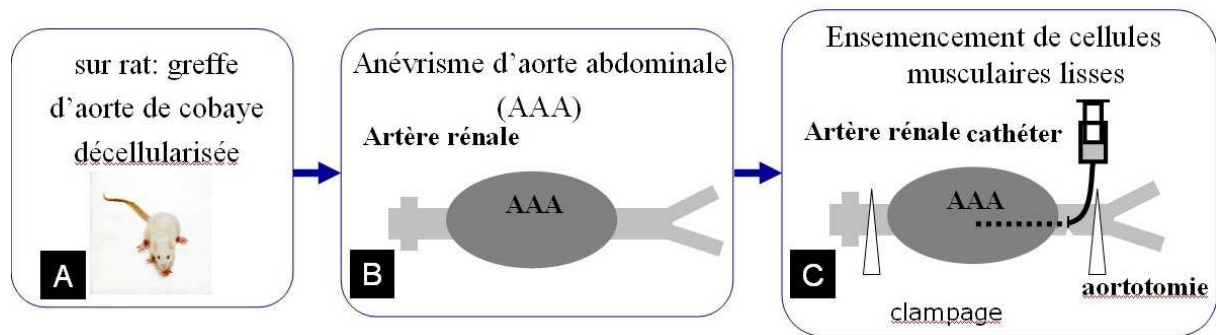 sur rat: greffe
d’aorte de cobaye
décellularisée
A
Anévrisme d’aorte abdominale
(AAA)
Artère rénale
AAA
B
Ensemencement de cellules
musculaires lisses
Artère rénale cathéter
AAA
C
aortotomie
clampage